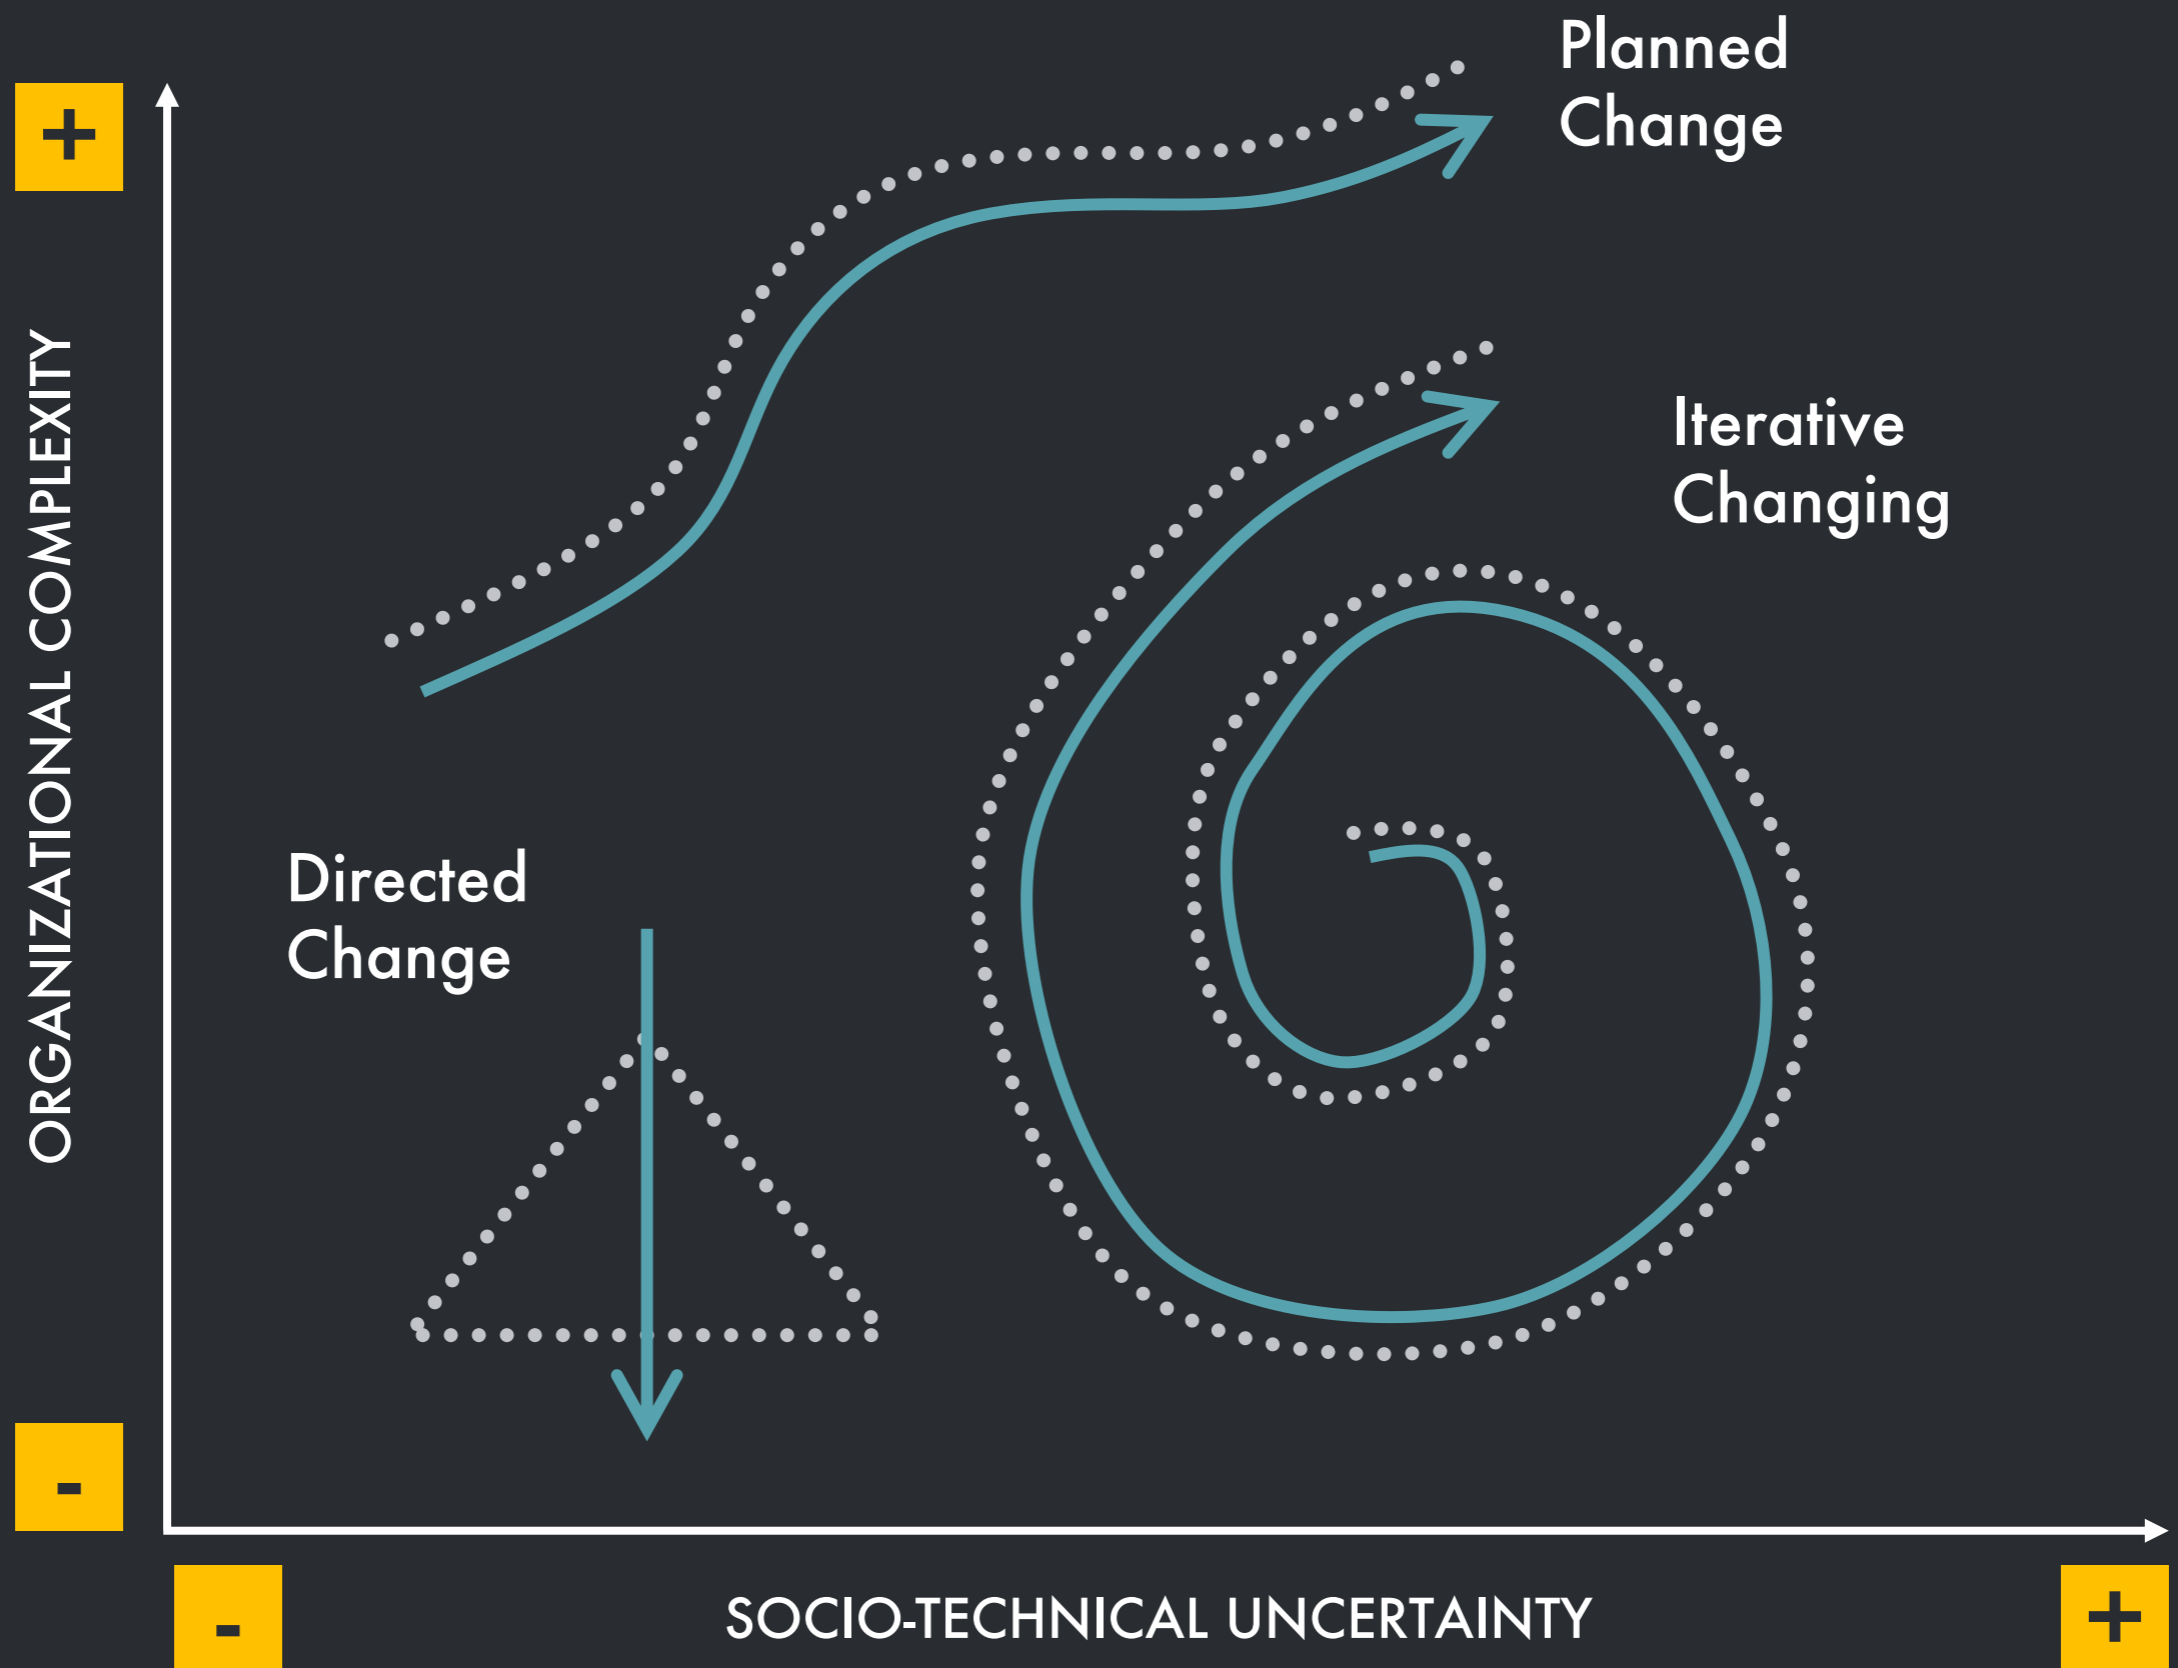 Planned
Change
+
Iterative
Changing
ORGANIZATIONAL COMPLEXITY
Directed
Change
-
-
SOCIO-TECHNICAL UNCERTAINTY
+